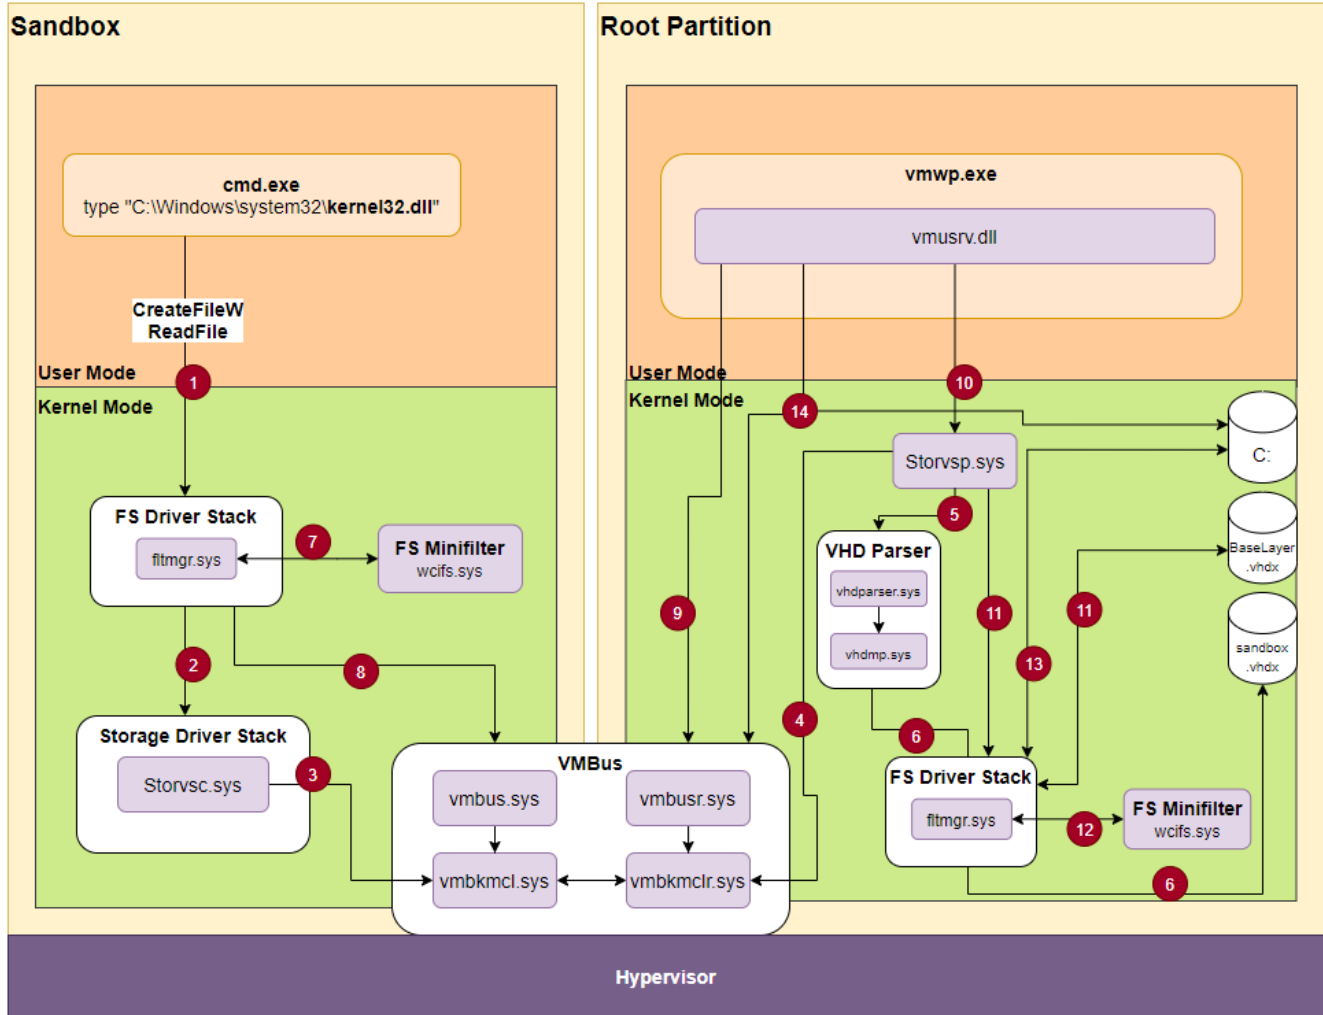 Sandbox
cmd.exe
type "C:\Windows\system32\kernel32.dll"
CreateFileW
ReadFile
User Mode
1
Kernel Mode
FS Driver Stack
fltmgr.sys
7
FS Minifilter
wcifs.sys
2
8
Storage Driver Stack
Storvsc.sys
3
Root Partition
vmwp.exe
vmusrv.dll
User Mode
10
Kernel Mode
14
C:
Storvsp.sys
5
VHD Parser
vhdparser.sys
vhdmp.sys
BaseLayer
.vhdx
9
11
11
sandbox
.vhdx
13
4
6
FS Driver Stack
fltmgr.sys
12
FS Minifilter
wcifs.sys
6
VMBus
vmbus.sys
vmbusr.sys
vmbkmcl.sys
vmbkmclr.sys
Hypervisor